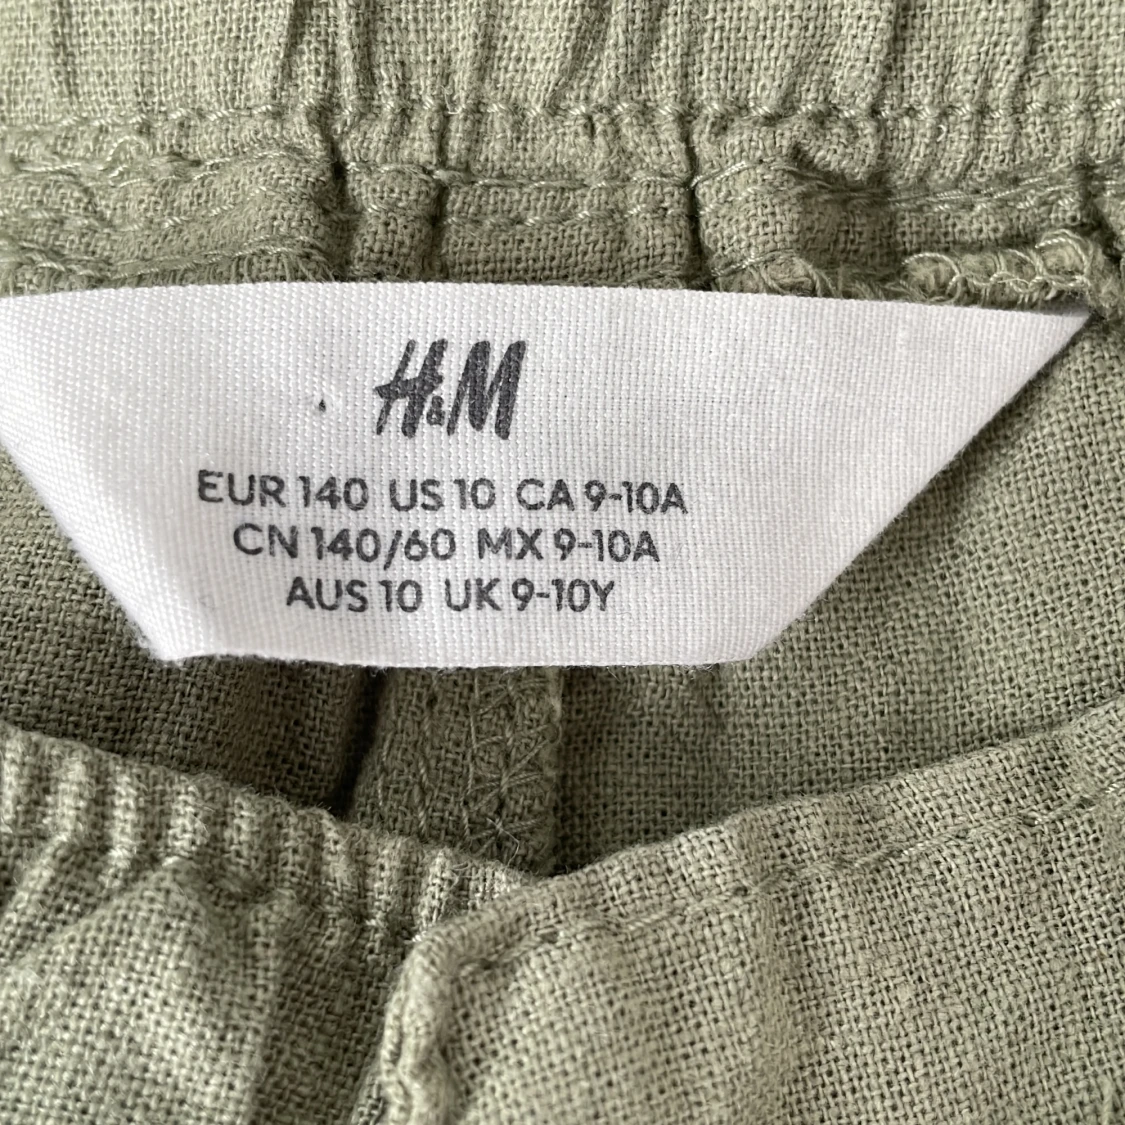 H&M
EUR 140 US 10 CA 9-10A
CN 140/60 MX 9-10A
AUS 10 UK 9-10Y